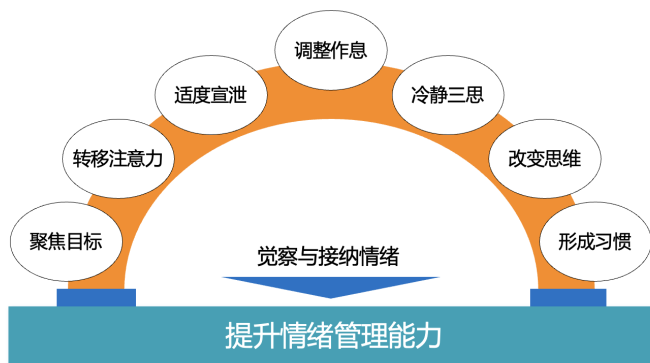 调整作息
适度宣泄
冷静三思
转移注意力
改变思维
聚焦目标
形成习惯
觉察与接纳情绪
提升情绪管理能力